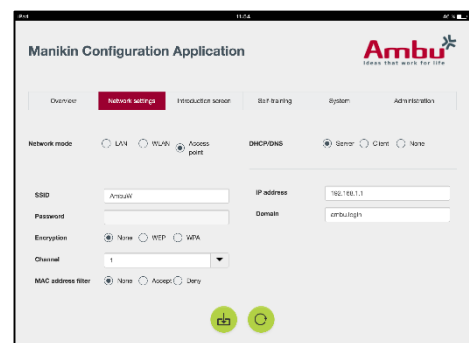 iPad 11:04
Manikin Configuration Application
Ambu
Ideas that work for life
Overview Network settings Introduction screen Self-training System Administration
Network mode LAN WLAN Access point DHCP/DNS Server Client None
SSID AmbuW IP address 192.168.1.1
Password Domain ambulogin
Encryption None WEP WPA
Channel 1
MAC address filter None Accept Deny